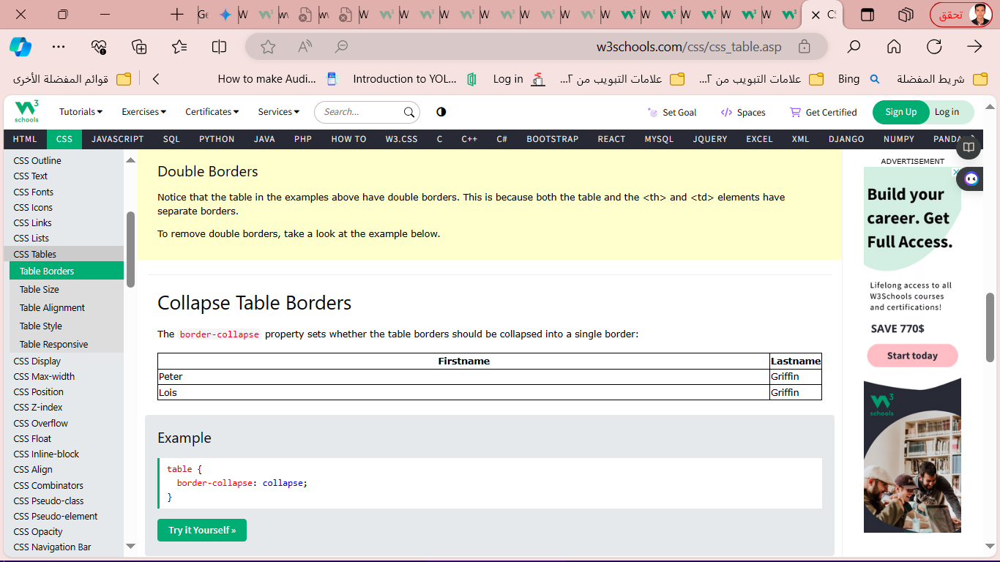 تحقق
w3schools.com/css/css_table.asp
قوائم المفضلة الأخرى
How to make Audi...
Introduction to YOL...
Log in
علامات التبويب من ٢...
علامات التبويب من ٢...
Bing
شريط المفضلة
W3 schools
Tutorials
Exercises
Certificates
Services
Search...
Set Goal
Spaces
Get Certified
Sign Up
Log in
HTML CSS JAVASCRIPT SQL PYTHON JAVA PHP HOW TO W3.CSS C C++ C# BOOTSTRAP REACT MYSQL JQUERY EXCEL XML DJANGO NUMPY PANDA
CSS Outline
CSS Text
CSS Fonts
CSS Icons
CSS Links
CSS Lists
CSS Tables
Table Borders
Table Size
Table Alignment
Table Style
Table Responsive
CSS Display
CSS Max-width
CSS Position
CSS Z-index
CSS Overflow
CSS Float
CSS Inline-block
CSS Align
CSS Combinators
CSS Pseudo-class
CSS Pseudo-element
CSS Opacity
CSS Navigation Bar
Double Borders
Notice that the table in the examples above have double borders. This is because both the table and the <th> and <td> elements have
separate borders.
To remove double borders, take a look at the example below.
Collapse Table Borders
The border-collapse property sets whether the table borders should be collapsed into a single border:
Firstname Lastname
Peter Griffin
Lois Griffin
Example
table {
border-collapse: collapse;
}
Try it Yourself »
ADVERTISEMENT
Build your
career. Get
Full Access.
Lifelong access to all
W3Schools courses
and certifications!
SAVE 770$
Start today
W3 schools